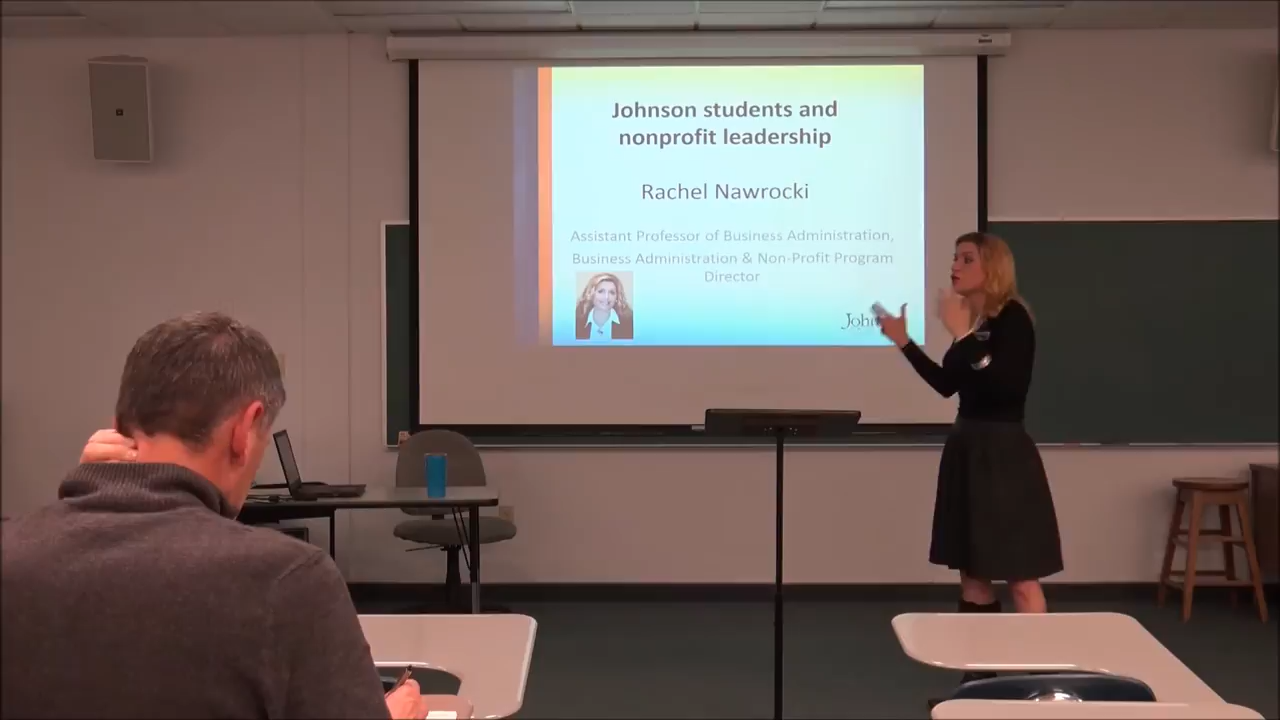 Johnson students and
nonprofit leadership
Rachel Nawrocki
Assistant Professor of Business Administration,
Business Administration & Non-Profit Program
Director